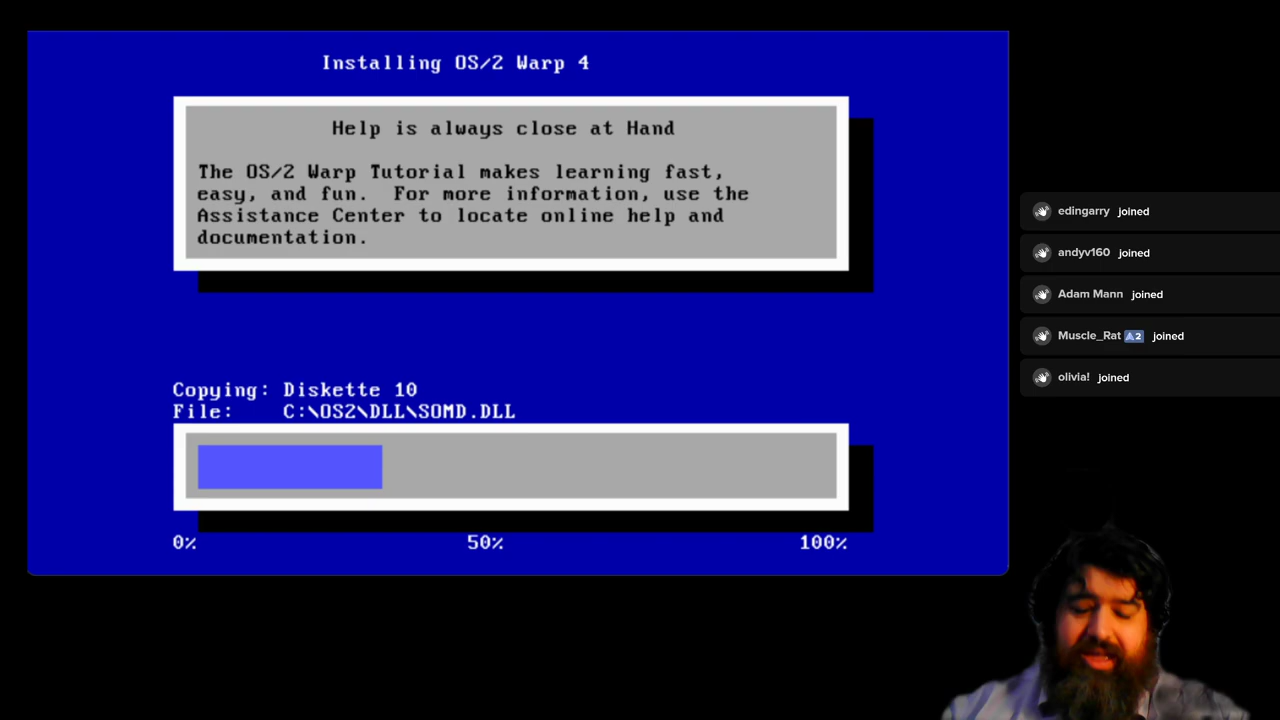 Installing OS/2 Warp 4
Help is always close at Hand
The OS/2 Warp Tutorial makes learning fast,
easy, and fun.  For more information, use the
Assistance Center to locate online help and
documentation.
Copying: Diskette 10
File:    C:\OS2\DLL\SOMD.DLL
0%
50%
100%
edingarry joined
andyv160 joined
Adam Mann joined
Muscle_Rat 2 joined
olivia! joined